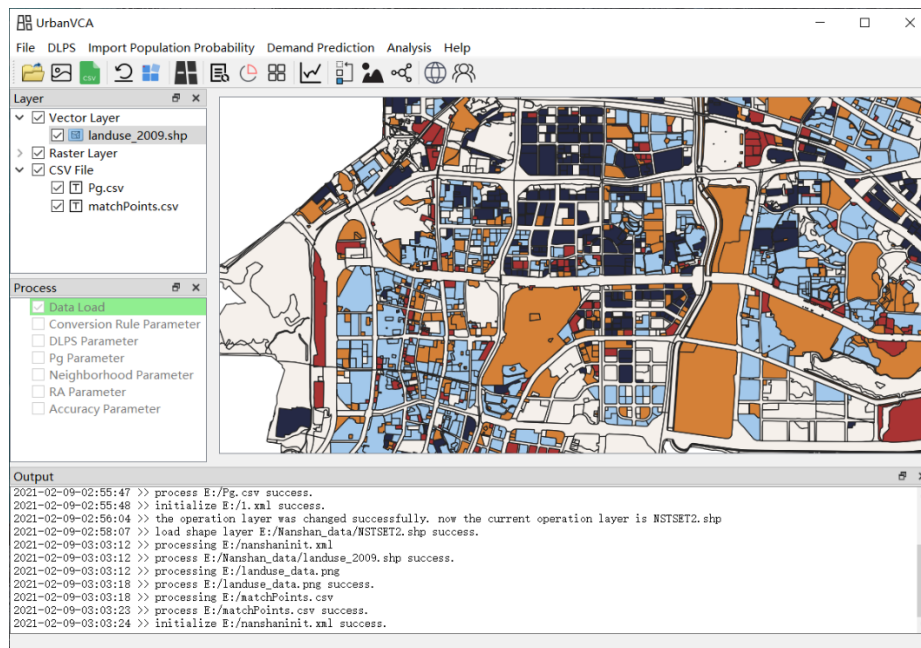 UrbanVCA
File DLPS Import Population Probability Demand Prediction Analysis Help
CSV
Layer
Vector Layer
landuse_2009.shp
Raster Layer
CSV File
T Pg.csv
T matchPoints.csv
Process
Data Load
Conversion Rule Parameter
DLPS Parameter
Pg Parameter
Neighborhood Parameter
RA Parameter
Accuracy Parameter
Output
2021-02-09-02:55:47 >> process E:/Pg.csv success.
2021-02-09-02:55:48 >> initialize E:/1.xml success.
2021-02-09-02:56:04 >> the operation layer was changed successfully. now the current operation layer is NSTSET2.shp
2021-02-09-02:58:07 >> load shape layer E:/Nanshan_data/NSTSET2.shp success.
2021-02-09-03:03:12 >> processing E:/nanshaninit.xml
2021-02-09-03:03:12 >> process E:/Nanshan_data/landuse_2009.shp success.
2021-02-09-03:03:12 >> processing E:/landuse_data.png
2021-02-09-03:03:18 >> process E:/landuse_data.png success.
2021-02-09-03:03:18 >> processing E:/matchPoints.csv
2021-02-09-03:03:23 >> process E:/matchPoints.csv success.
2021-02-09-03:03:24 >> initialize E:/nanshaninit.xml success.